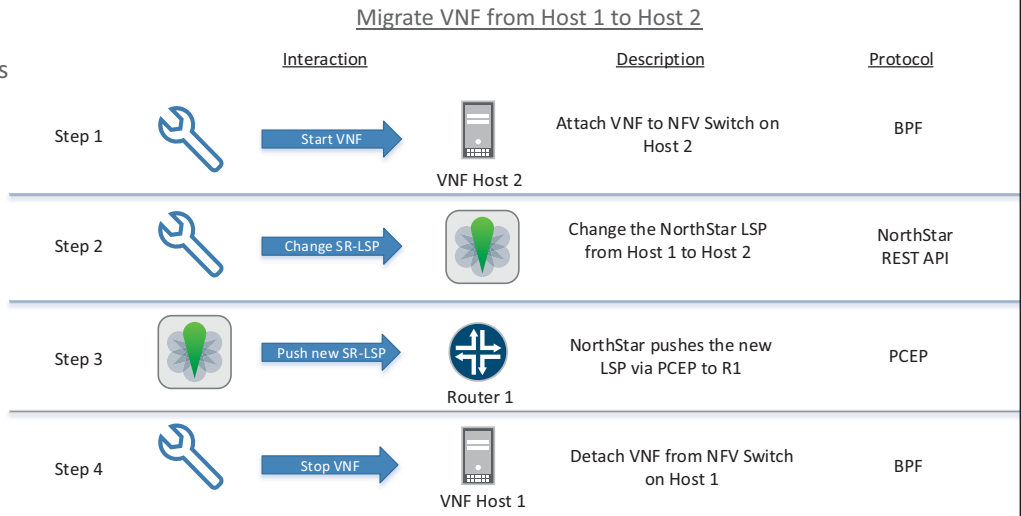 Migrate VNF from Host 1 to Host 2
Interaction
Description
Protocol
s
Step 1
Start VNF
VNF Host 2
Attach VNF to NFV Switch on
Host 2
BPF
Step 2
Change SR-LSP
Change the NorthStar LSP
from Host 1 to Host 2
NorthStar
REST API
Step 3
Push new SR-LSP
Router 1
NorthStar pushes the new
LSP via PCEP to R1
PCEP
Step 4
Stop VNF
VNF Host 1
Detach VNF from NFV Switch
on Host 1
BPF